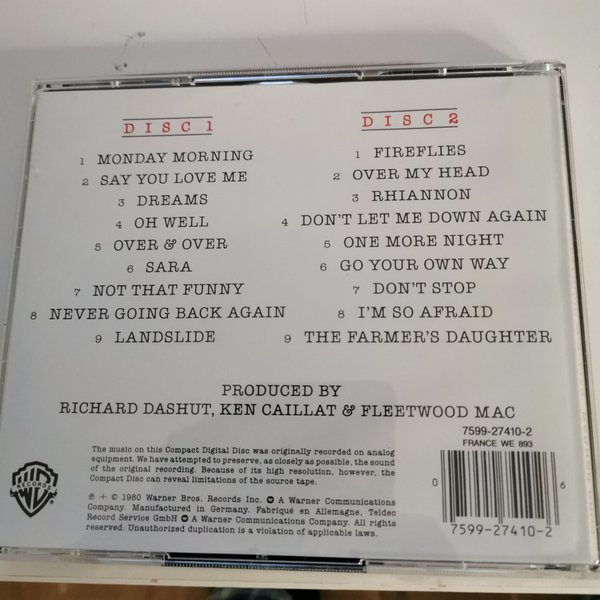 DISC 1
1 MONDAY MORNING
2 SAY YOU LOVE ME
3 DREAMS
4 OH WELL
5 OVER & OVER
6 SARA
7 NOT THAT FUNNY
8 NEVER GOING BACK AGAIN
9 LANDSLIDE
DISC 2
1 FIREFLIES
2 OVER MY HEAD
3 RHIANNON
4 DON'T LET ME DOWN AGAIN
5 ONE MORE NIGHT
6 GO YOUR OWN WAY
7 DON'T STOP
8 I'M SO AFRAID
9 THE FARMER'S DAUGHTER
PRODUCED BY
RICHARD DASHUT, KEN CAILLAT & FLEETWOOD MAC
The music on this Compact Digital Disc was originally recorded on analog
equipment. We have attempted to preserve, as closely as possible, the sound
of the original recording. Because of its high resolution, however, the
Compact Disc can reveal limitations of the source tape.
℗ + © 1980 Warner Bros. Records Inc. A Warner Communications
Company. Manufactured in Germany. Fabriqué en Allemagne, Teldec
Record Service GmbH A Warner Communications Company. All rights
reserved. Unauthorized duplication is a violation of applicable laws.
WB
RECORDS
7599-27410-2
FRANCE WE 893
0 6
7599-27410-2